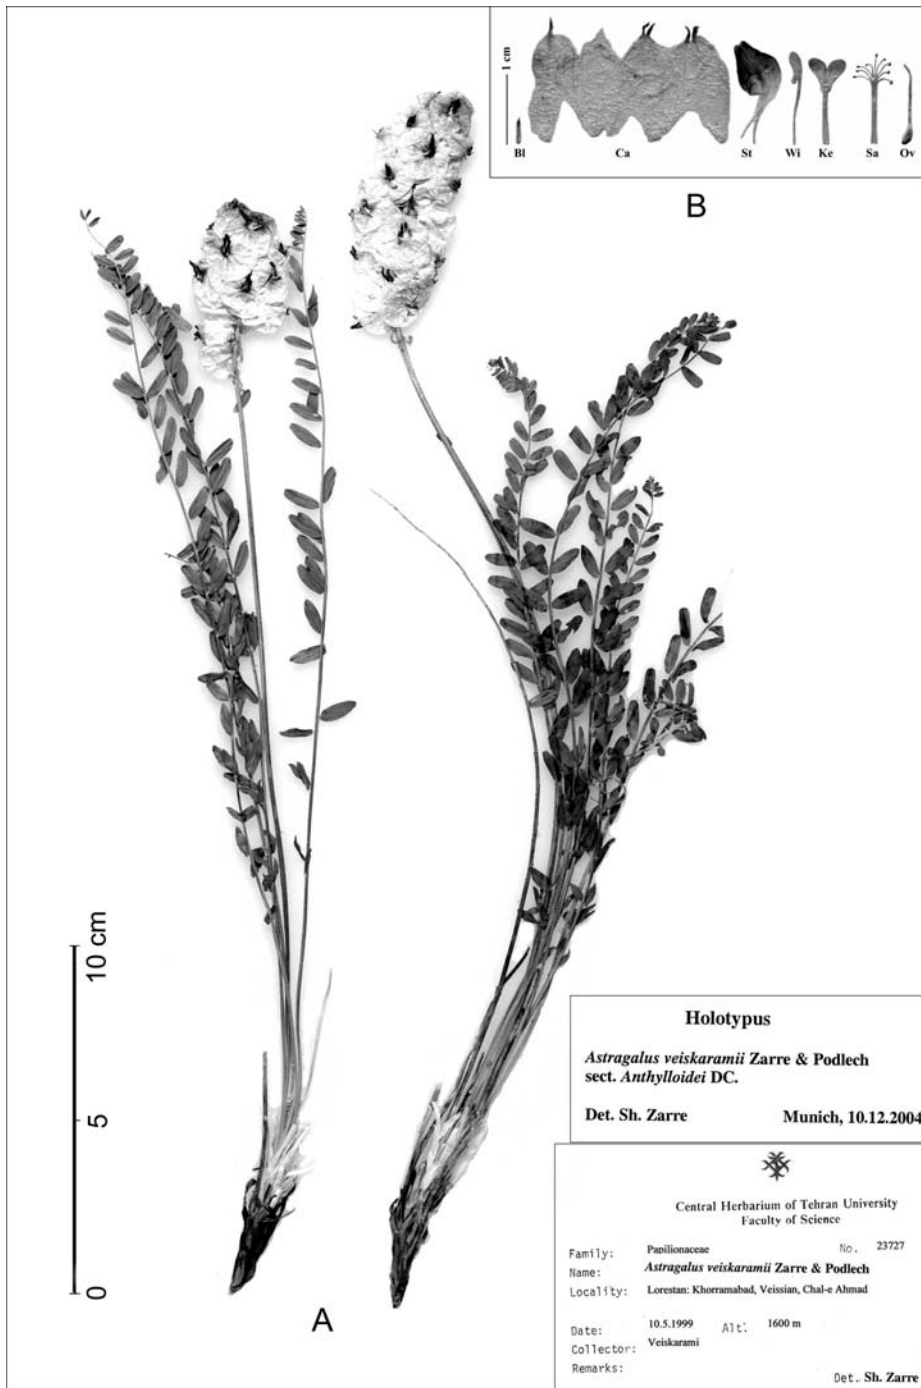 1 cm
Bl Ca St Wi Ke Sa Ov
B
10 cm
5
0
A
Holotypus
Astragalus veiskaramii Zarre & Podlech
sect. Anthylloidei DC.
Det. Sh. Zarre Munich, 10.12.2004
Central Herbarium of Tehran University
Faculty of Science
Family: Papilionaceae No. 23727
Name: Astragalus veiskaramii Zarre & Podlech
Locality: Lorestan: Khorramabad, Veissian, Chal-e Ahmad
Date: 10.5.1999 Alt: 1600 m
Collector: Veiskarami
Remarks:
Det. Sh. Zarre